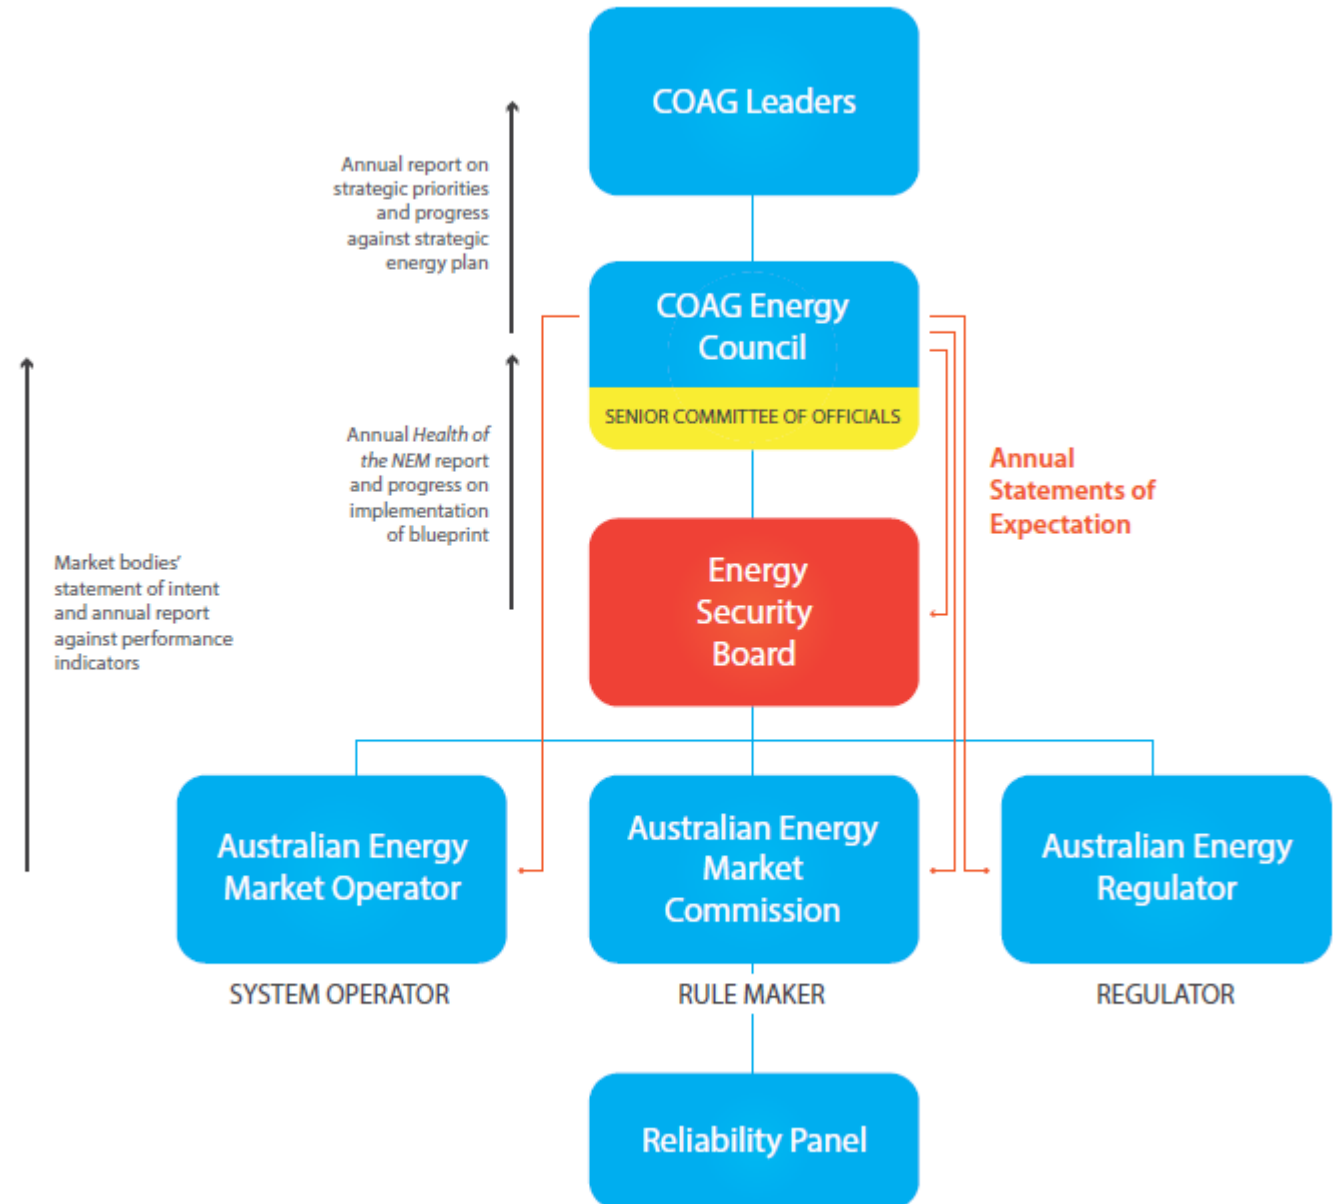 COAG Leaders
Annual report on
strategic priorities
and progress
against strategic
energy plan
COAG Energy
Council
SENIOR COMMITTEE OF OFFICIALS
Annual Health of
the NEM report
and progress on
implementation
of blueprint
Annual
Statements of
Expectation
Energy
Security
Board
Market bodies’
statement of intent
and annual report
against performance
indicators
Australian Energy
Market Operator
SYSTEM OPERATOR
Australian Energy
Market
Commission
RULE MAKER
Australian Energy
Regulator
REGULATOR
Reliability Panel